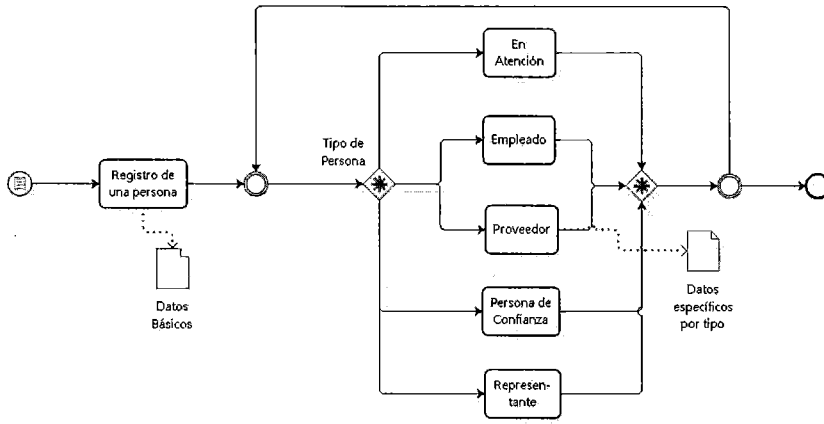 En
Atención
Tipo de
Persona
Empleado
Registro de
una persona
Proveedor
Datos
Básicos
Datos
específicos
por tipo
Persona de
Confianza
Represen-
tante